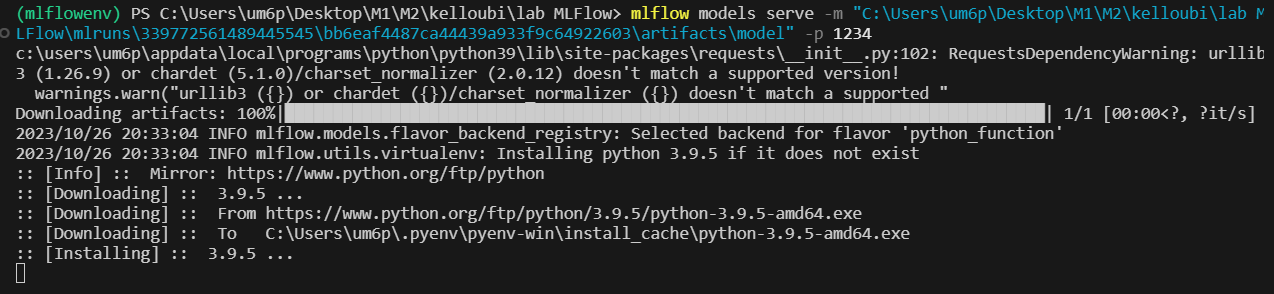 (mlflowenv) PS C:\Users\um6p\Desktop\M1\M2\kelloubi\lab MLFlow> mlflow models serve -m "C:\Users\um6p\Desktop\M1\M2\kelloubi\lab M
LFlow\mlruns\339772561489445545\bb6eaf4487ca44439a933f9c64922603\artifacts\model" -p 1234
c:\users\um6p\appdata\local\programs\python\python39\lib\site-packages\requests\__init__.py:102: RequestsDependencyWarning: urllib
3 (1.26.9) or chardet (5.1.0)/charset_normalizer (2.0.12) doesn't match a supported version!
  warnings.warn("urllib3 ({}) or chardet ({})/charset_normalizer ({}) doesn't match a supported "
Downloading artifacts: 100%|██████████| 1/1 [00:00<?, ?it/s]
2023/10/26 20:33:04 INFO mlflow.models.flavor_backend_registry: Selected backend for flavor 'python_function'
2023/10/26 20:33:04 INFO mlflow.utils.virtualenv: Installing python 3.9.5 if it does not exist
:: [Info] ::  Mirror: https://www.python.org/ftp/python
:: [Downloading] ::  3.9.5 ...
:: [Downloading] ::  From https://www.python.org/ftp/python/3.9.5/python-3.9.5-amd64.exe
:: [Downloading] ::  To   C:\Users\um6p\.pyenv\pyenv-win\install_cache\python-3.9.5-amd64.exe
:: [Installing] ::  3.9.5 ...